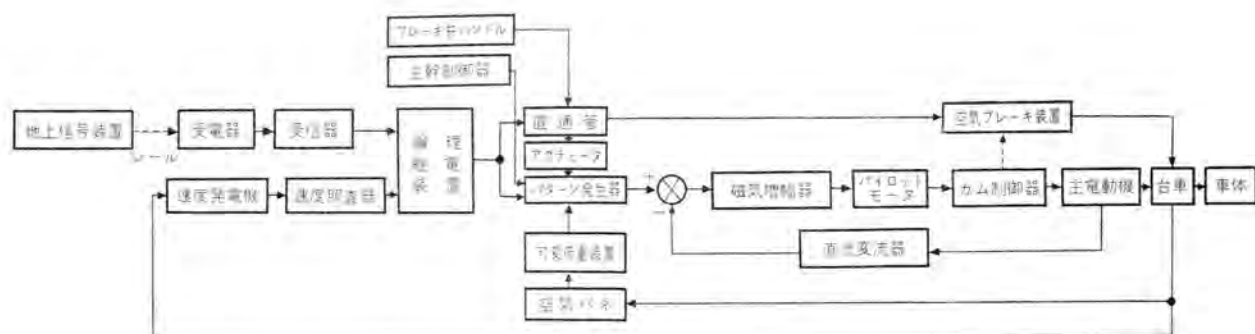 ブレーキ弁ハンドル
主幹制御器
地上信号装置
レール
受電器
受信器
論理
継電
装置
直通管
アクチェータ
パターン発生器
空気ブレーキ装置
速度発電機
速度照査器
+
−
磁気増幅器
パイロット
モータ
カム制御器
主電動機
台車
車体
可変荷重装置
直流変流器
空気バネ